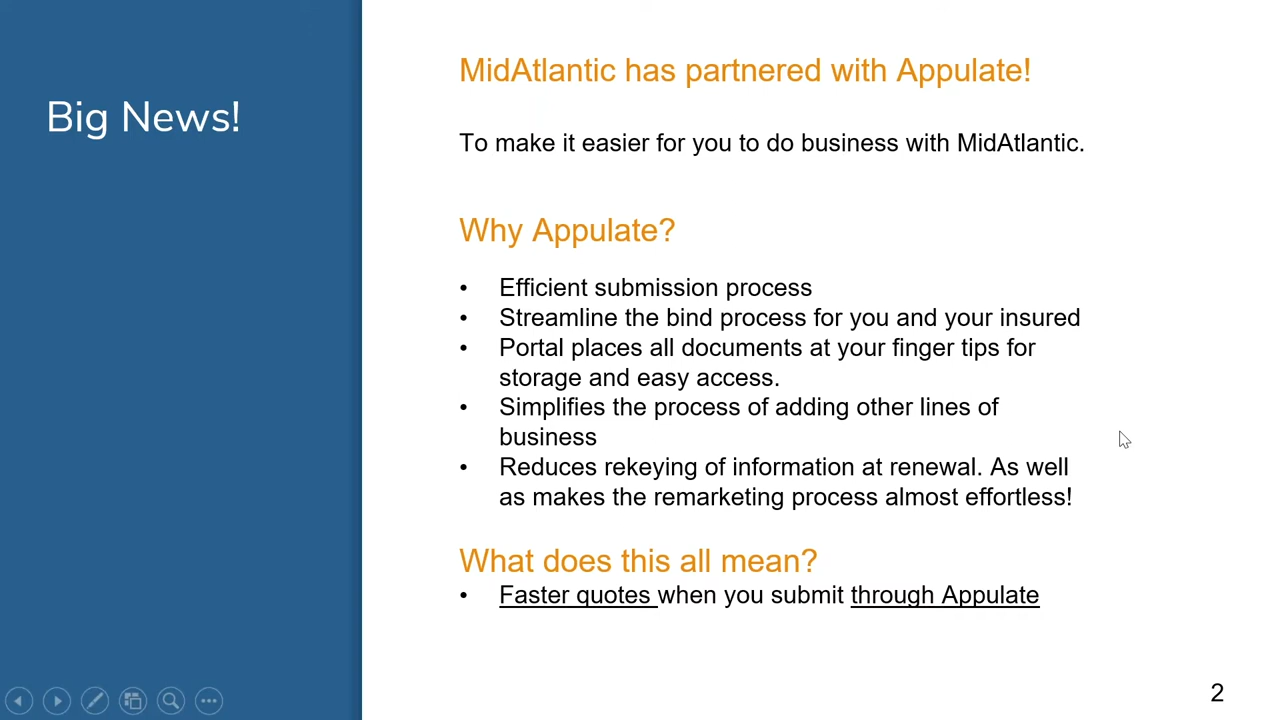 Big News!
MidAtlantic has partnered with Appulate!
To make it easier for you to do business with MidAtlantic.
Why Appulate?
• Efficient submission process
• Streamline the bind process for you and your insured
• Portal places all documents at your finger tips for
storage and easy access.
• Simplifies the process of adding other lines of
business
• Reduces rekeying of information at renewal. As well
as makes the remarketing process almost effortless!
What does this all mean?
• Faster quotes when you submit through Appulate
2